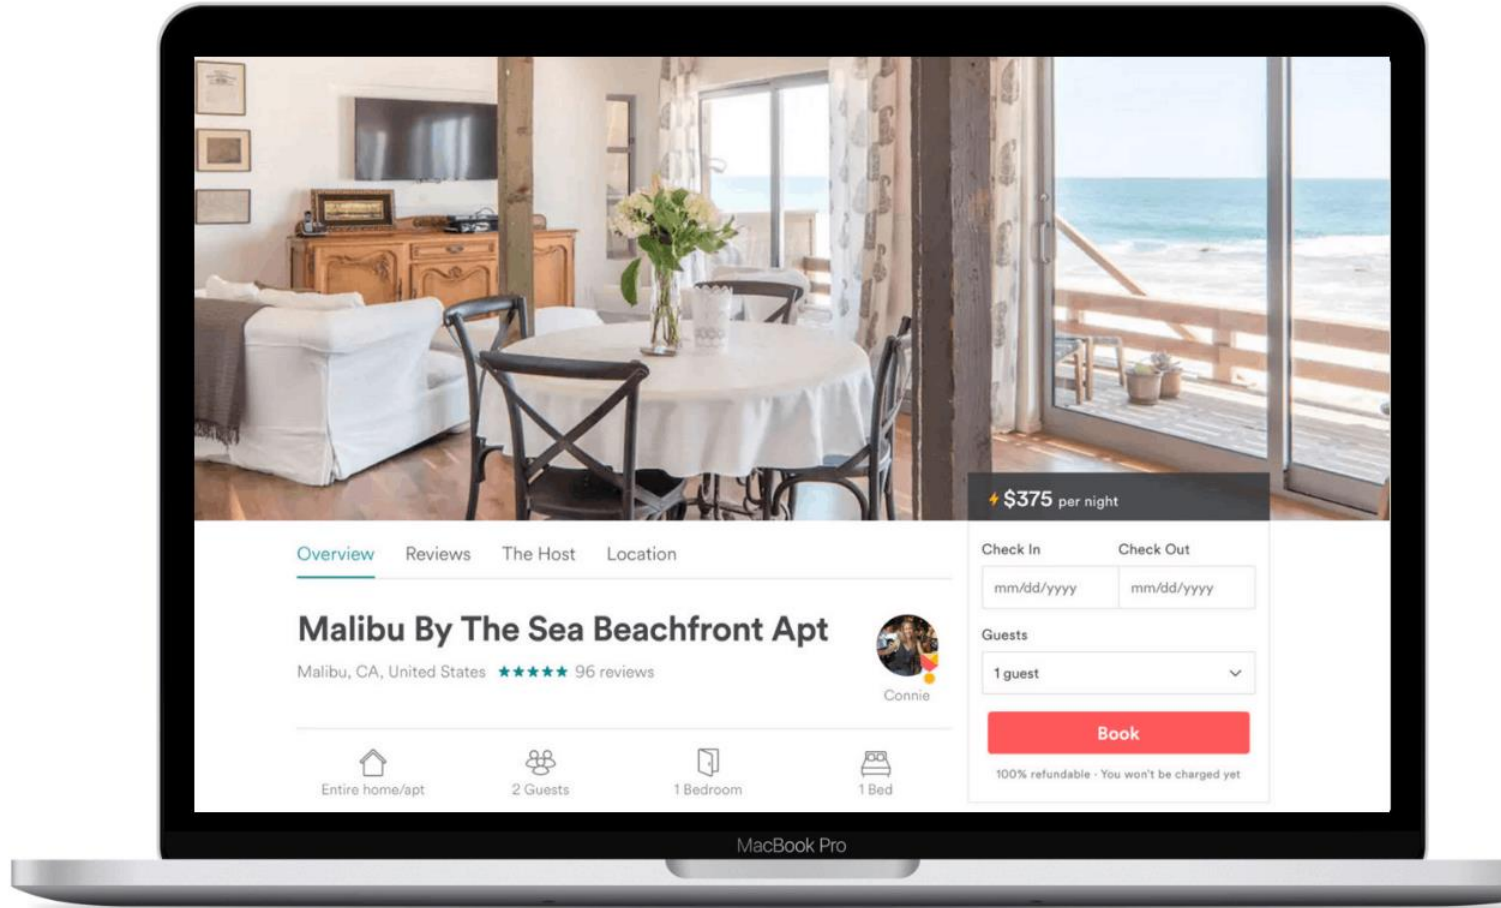 ⚡$375 per night
Overview Reviews The Host Location
Malibu By The Sea Beachfront Apt
Malibu, CA, United States ★★★★★ 96 reviews
Connie
Entire home/apt 2 Guests 1 Bedroom 1 Bed
Check In Check Out
mm/dd/yyyy mm/dd/yyyy
Guests
1 guest
Book
100% refundable · You won't be charged yet
MacBook Pro